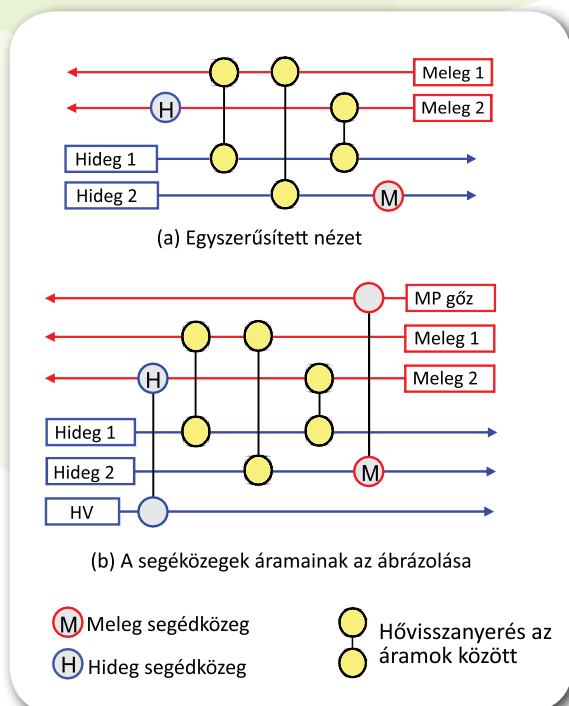 Meleg 1
H
Meleg 2
Hideg 1
Hideg 2
M
(a) Egyszerűsített nézet
MP gőz
Meleg 1
H
Meleg 2
Hideg 1
Hideg 2
M
HV
(b) A segéközegek áramainak az ábrázolása
M Meleg segédközeg
H Hideg segédközeg
Hővisszanyerés az
áramok között